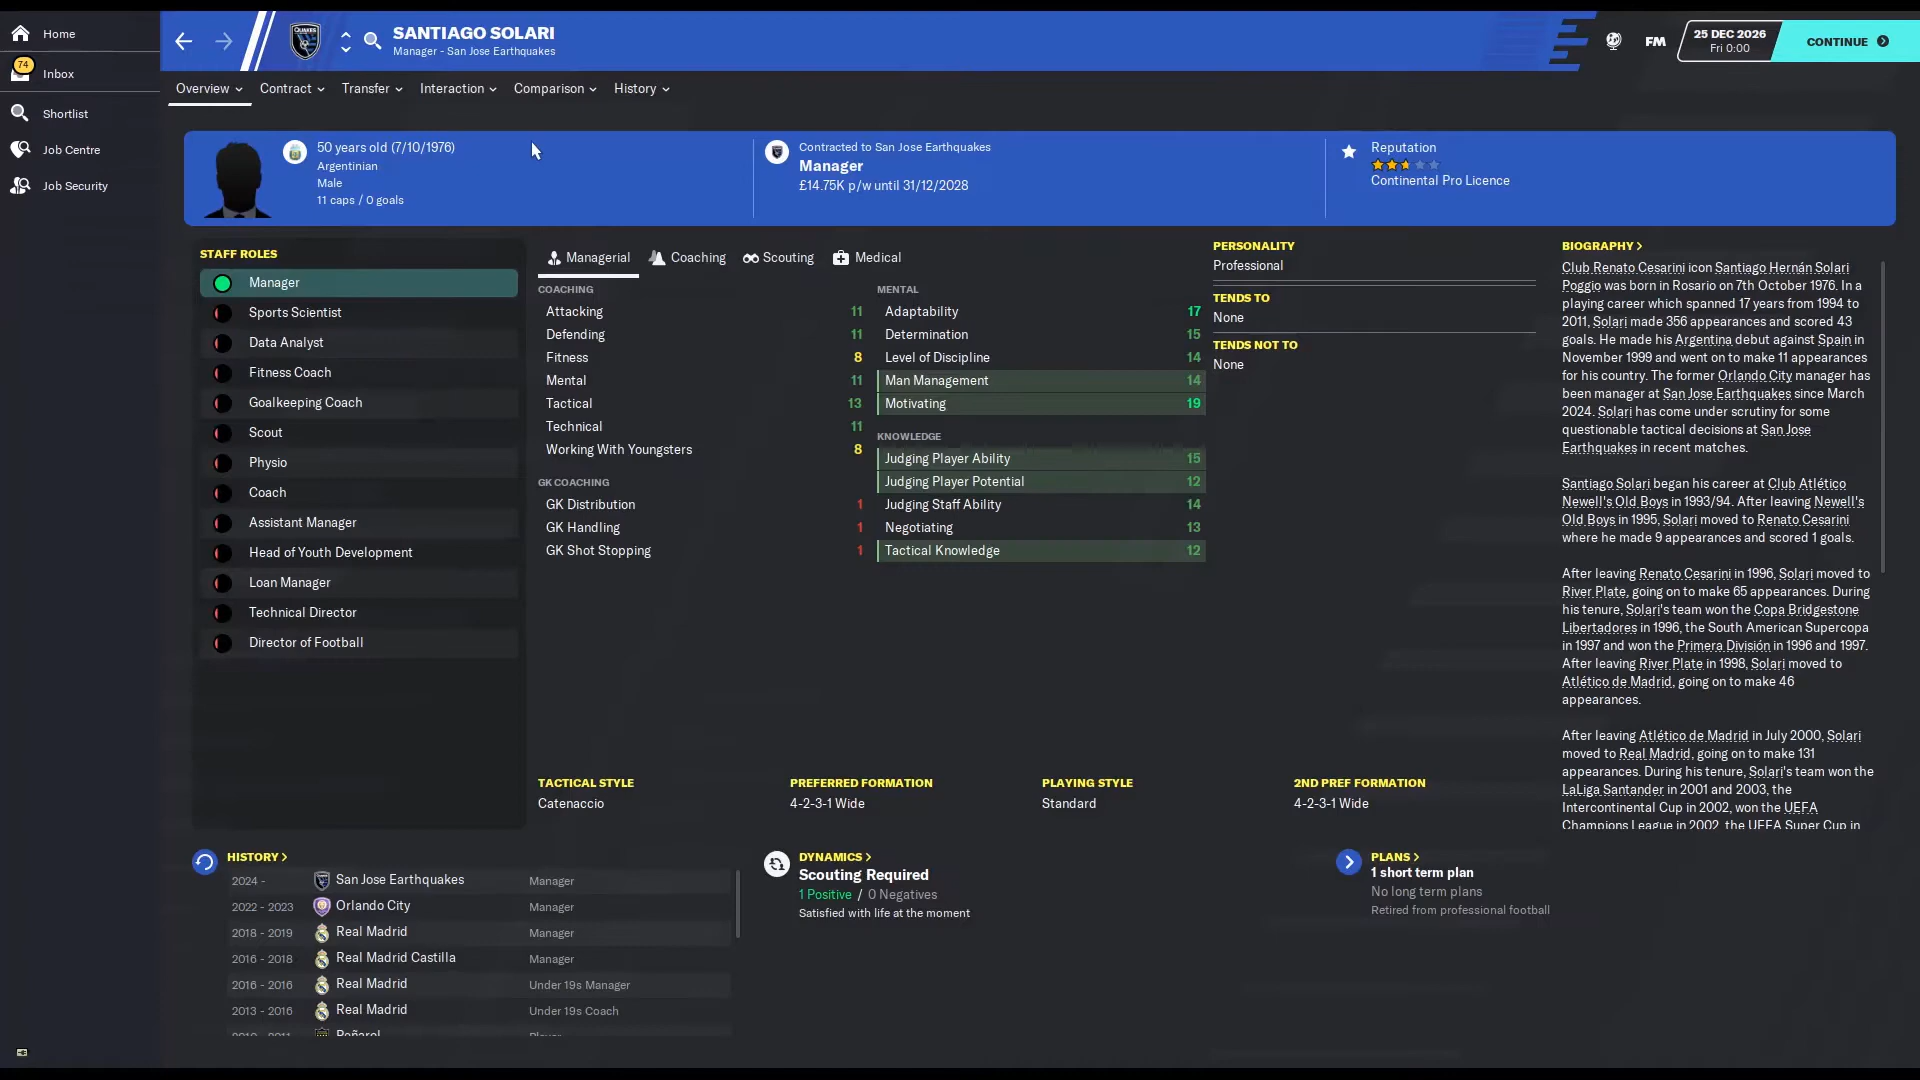 Home
74
Inbox
Shortlist
Job Centre
Job Security
QUAKES
SANTIAGO SOLARI
Manager - San Jose Earthquakes
FM
25 DEC 2026
Fri 0:00
CONTINUE
Overview
Contract
Transfer
Interaction
Comparison
History
50 years old (7/10/1976)
Argentinian
Male
11 caps / 0 goals
Contracted to San Jose Earthquakes
Manager
£14.75K p/w until 31/12/2028
Reputation
Continental Pro Licence
STAFF ROLES
Manager
Sports Scientist
Data Analyst
Fitness Coach
Goalkeeping Coach
Scout
Physio
Coach
Assistant Manager
Head of Youth Development
Loan Manager
Technical Director
Director of Football
Managerial
Coaching
Scouting
Medical
COACHING
Attacking 11
Defending 11
Fitness 8
Mental 11
Tactical 13
Technical 11
Working With Youngsters 8
GK COACHING
GK Distribution 1
GK Handling 1
GK Shot Stopping 1
MENTAL
Adaptability 17
Determination 15
Level of Discipline 14
Man Management 14
Motivating 19
KNOWLEDGE
Judging Player Ability 15
Judging Player Potential 12
Judging Staff Ability 14
Negotiating 13
Tactical Knowledge 12
PERSONALITY
Professional
TENDS TO
None
TENDS NOT TO
None
BIOGRAPHY >
Club Renato Cesarini icon Santiago Hernán Solari
Poggio was born in Rosario on 7th October 1976. In a
playing career which spanned 17 years from 1994 to
2011, Solari made 356 appearances and scored 43
goals. He made his Argentina debut against Spain in
November 1999 and went on to make 11 appearances
for his country. The former Orlando City manager has
been manager at San Jose Earthquakes since March
2024. Solari has come under scrutiny for some
questionable tactical decisions at San Jose
Earthquakes in recent matches.
Santiago Solari began his career at Club Atlético
Newell's Old Boys in 1993/94. After leaving Newell's
Old Boys in 1995, Solari moved to Renato Cesarini
where he made 9 appearances and scored 1 goals.
After leaving Renato Cesarini in 1996, Solari moved to
River Plate, going on to make 65 appearances. During
his tenure, Solari's team won the Copa Bridgestone
Libertadores in 1996, the South American Supercopa
in 1997 and won the Primera División in 1996 and 1997.
After leaving River Plate in 1998, Solari moved to
Atlético de Madrid, going on to make 46
appearances.
After leaving Atlético de Madrid in July 2000, Solari
moved to Real Madrid, going on to make 131
appearances. During his tenure, Solari's team won the
LaLiga Santander in 2001 and 2003, the
Intercontinental Cup in 2002, won the UEFA
Champions League in 2002, the UEFA Super Cup in
TACTICAL STYLE
Catenaccio
PREFERRED FORMATION
4-2-3-1 Wide
PLAYING STYLE
Standard
2ND PREF FORMATION
4-2-3-1 Wide
HISTORY >
2024 - San Jose Earthquakes Manager
2022 - 2023 Orlando City Manager
2018 - 2019 Real Madrid Manager
2016 - 2018 Real Madrid Castilla Manager
2016 - 2016 Real Madrid Under 19s Manager
2013 - 2016 Real Madrid Under 19s Coach
2010 - 2011 Peñarol Player
DYNAMICS >
Scouting Required
1 Positive / 0 Negatives
Satisfied with life at the moment
PLANS >
1 short term plan
No long term plans
Retired from professional football